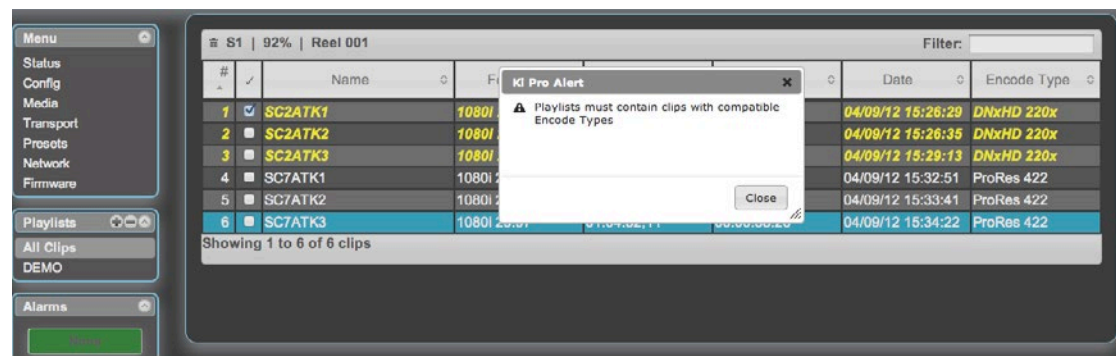 Menu
Status
Config
Media
Transport
Presets
Network
Firmware
Playlists
All Clips
DEMO
Alarms
None
S1 | 92% | Reel 001
Filter:
# Name Date Encode Type
Ki Pro Alert
Playlists must contain clips with compatible
Encode Types
Close
1 SC2ATK1 1080i 04/09/12 15:26:29 DNxHD 220x
2 SC2ATK2 1080 04/09/12 15:26:35 DNxHD 220x
3 SC2ATK3 1080i 04/09/12 15:29:13 DNxHD 220x
4 SC7ATK1 1080i 04/09/12 15:32:51 ProRes 422
5 SC7ATK2 1080i 04/09/12 15:33:41 ProRes 422
6 SC7ATK3 1080i 04/09/12 15:34:22 ProRes 422
Showing 1 to 6 of 6 clips